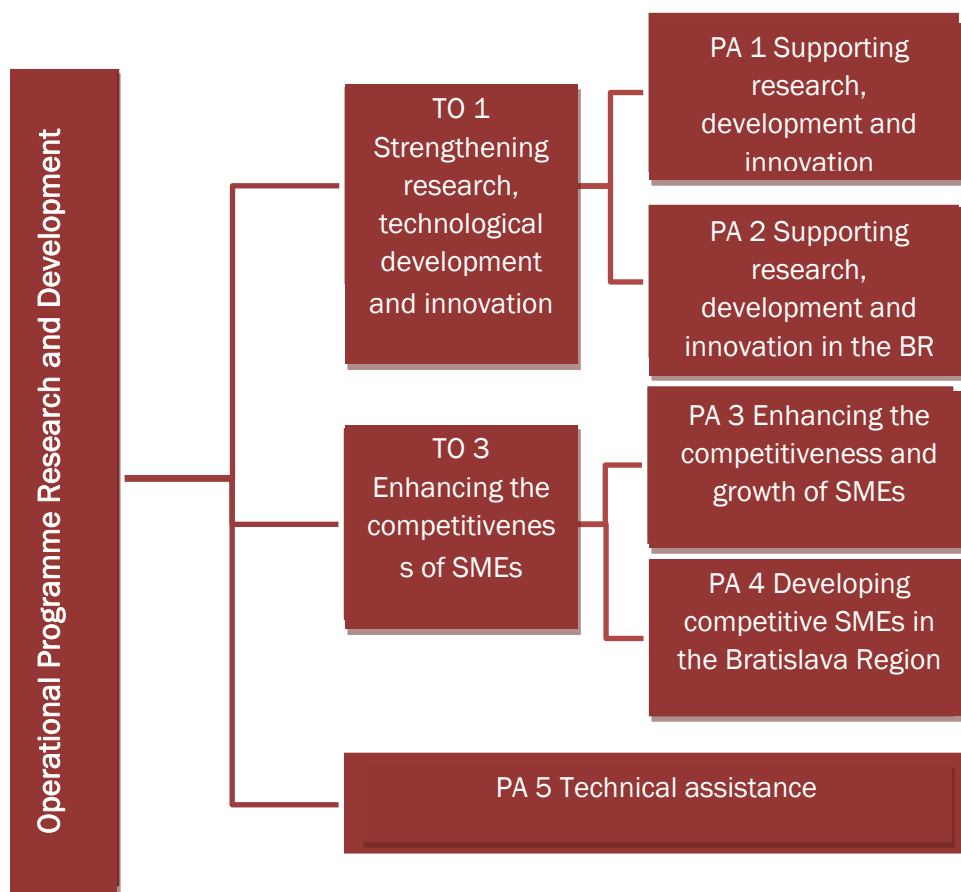 Operational Programme Research and Development
TO 1
Strengthening
research,
technological
development
and innovation
PA 1 Supporting
research,
development and
innovation
PA 2 Supporting
research,
development and
innovation in the BR
TO 3
Enhancing the
competitivenes
s of SMEs
PA 3 Enhancing the
competitiveness and
growth of SMEs
PA 4 Developing
competitive SMEs in
the Bratislava Region
PA 5 Technical assistance